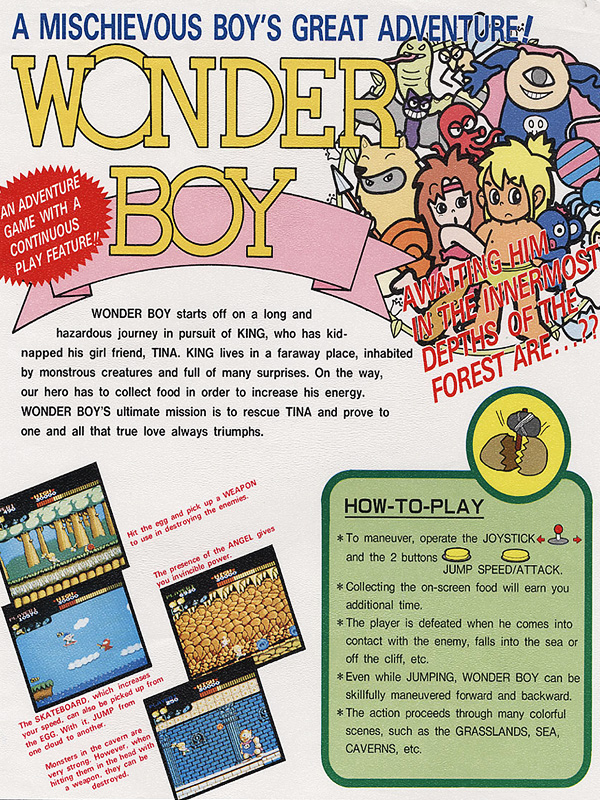 A MISCHIEVOUS BOY'S GREAT ADVENTURE!
WONDER
BOY
AN ADVENTURE
GAME WITH A
CONTINUOUS
PLAY FEATURE!!
AWAITING HIM
IN THE INNERMOST
DEPTHS OF THE
FOREST ARE....??
WONDER BOY starts off on a long and
hazardous journey in pursuit of KING, who has kid-
napped his girl friend, TINA. KING lives in a faraway place, inhabited
by monstrous creatures and full of many surprises. On the way,
our hero has to collect food in order to increase his energy.
WONDER BOY'S ultimate mission is to rescue TINA and prove to
one and all that true love always triumphs.
Hit the egg and pick up a WEAPON
to use in destroying the enemies.
The presence of the ANGEL gives
you invincible power.
The SKATEBOARD, which increases
your speed, can also be picked up from
the EGG. With it, JUMP from
one cloud to another.
Monsters in the cavern are
very strong. However, when
hitting them in the head with
a weapon, they can be
destroyed.
HOW-TO-PLAY
*To maneuver, operate the JOYSTICK
and the 2 buttons
JUMP SPEED/ATTACK.
*Collecting the on-screen food will earn you
additional time.
*The player is defeated when he comes into
contact with the enemy, falls into the sea or
off the cliff, etc.
*Even while JUMPING, WONDER BOY can be
skillfully maneuvered forward and backward.
*The action proceeds through many colorful
scenes, such as the GRASSLANDS, SEA,
CAVERNS, etc.